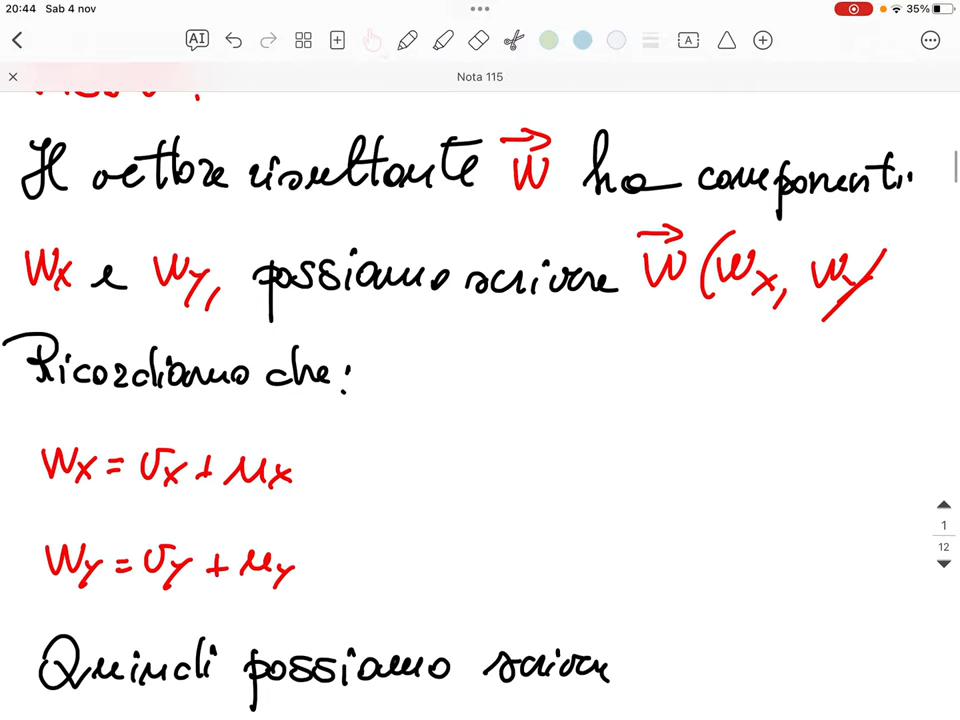 20:44 Sab 4 nov 35%
AI A
Nota 115
Il vettore risultante w ha componenti
wx e wy, possiamo scrivere w (wx, wy
Ricordiamo che:
wx = vx + ux
wy = vy + uy
1
12
Quindi possiamo scrivere